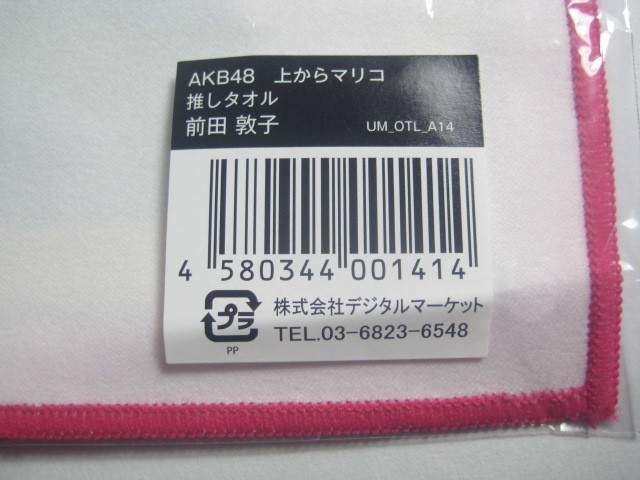 AKB48 上からマリコ
推しタオル
前田 敦子 UM_OTL_A14
4 580344 001414
プラ
PP
株式会社デジタルマーケット
TEL.03-6823-6548